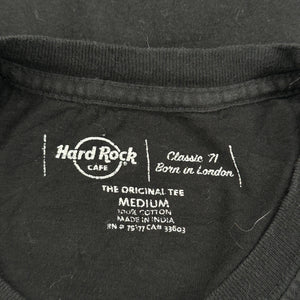 Hard Rock
CAFE
Classic 71
Born in London
THE ORIGINAL TEE
MEDIUM
100% COTTON
MADE IN INDIA
RN # 75177 CA# 33603